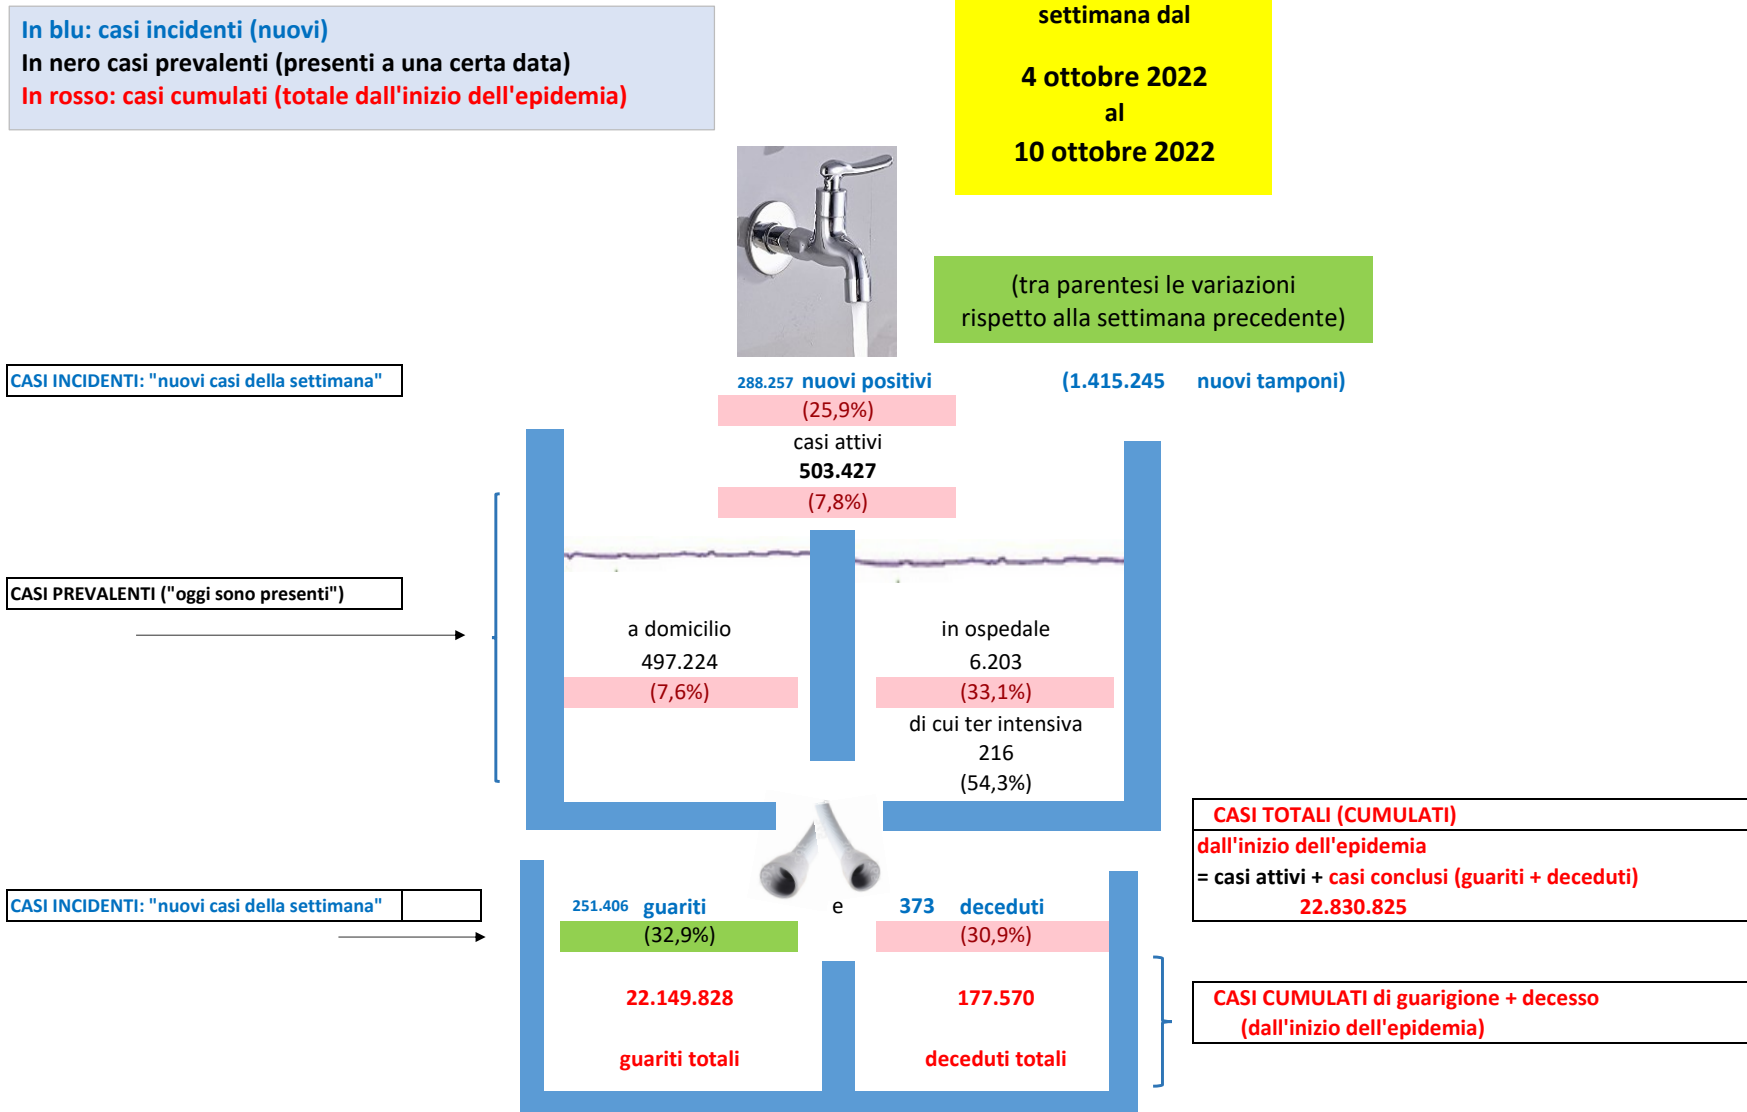 In blu: casi incidenti (nuovi)
In nero casi prevalenti (presenti a una certa data)
In rosso: casi cumulati (totale dall'inizio dell'epidemia)
settimana dal
4 ottobre 2022
al
10 ottobre 2022
(tra parentesi le variazioni
rispetto alla settimana precedente)
CASI INCIDENTI: "nuovi casi della settimana"
288.257 nuovi positivi
(1.415.245 nuovi tamponi)
(25,9%)
casi attivi
503.427
(7,8%)
CASI PREVALENTI ("oggi sono presenti")
a domicilio
497.224
(7,6%)
in ospedale
6.203
(33,1%)
di cui ter intensiva
216
(54,3%)
CASI TOTALI (CUMULATI)
dall'inizio dell'epidemia
= casi attivi + casi conclusi (guariti + deceduti)
22.830.825
CASI INCIDENTI: "nuovi casi della settimana"
251.406 guariti
e
373 deceduti
(32,9%)
(30,9%)
22.149.828
177.570
guariti totali
deceduti totali
CASI CUMULATI di guarigione + decesso
(dall'inizio dell'epidemia)